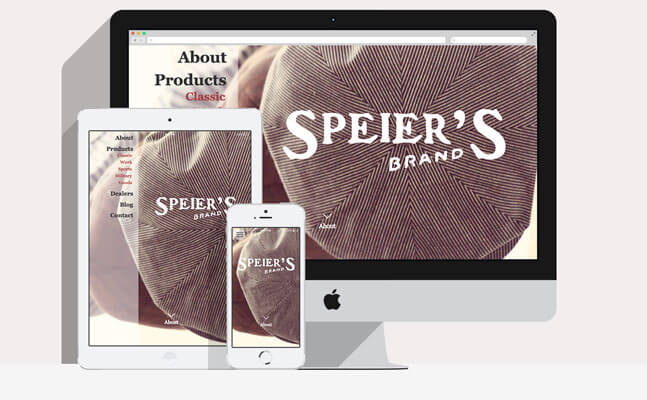 About
Products
Classic
SPEIER'S
BRAND
About
About
Products
Classic
Work
Sports
Military
Goods
Dealers
Blog
Contact
SPEIER'S
BRAND
About
SPEIER'S
BRAND
About